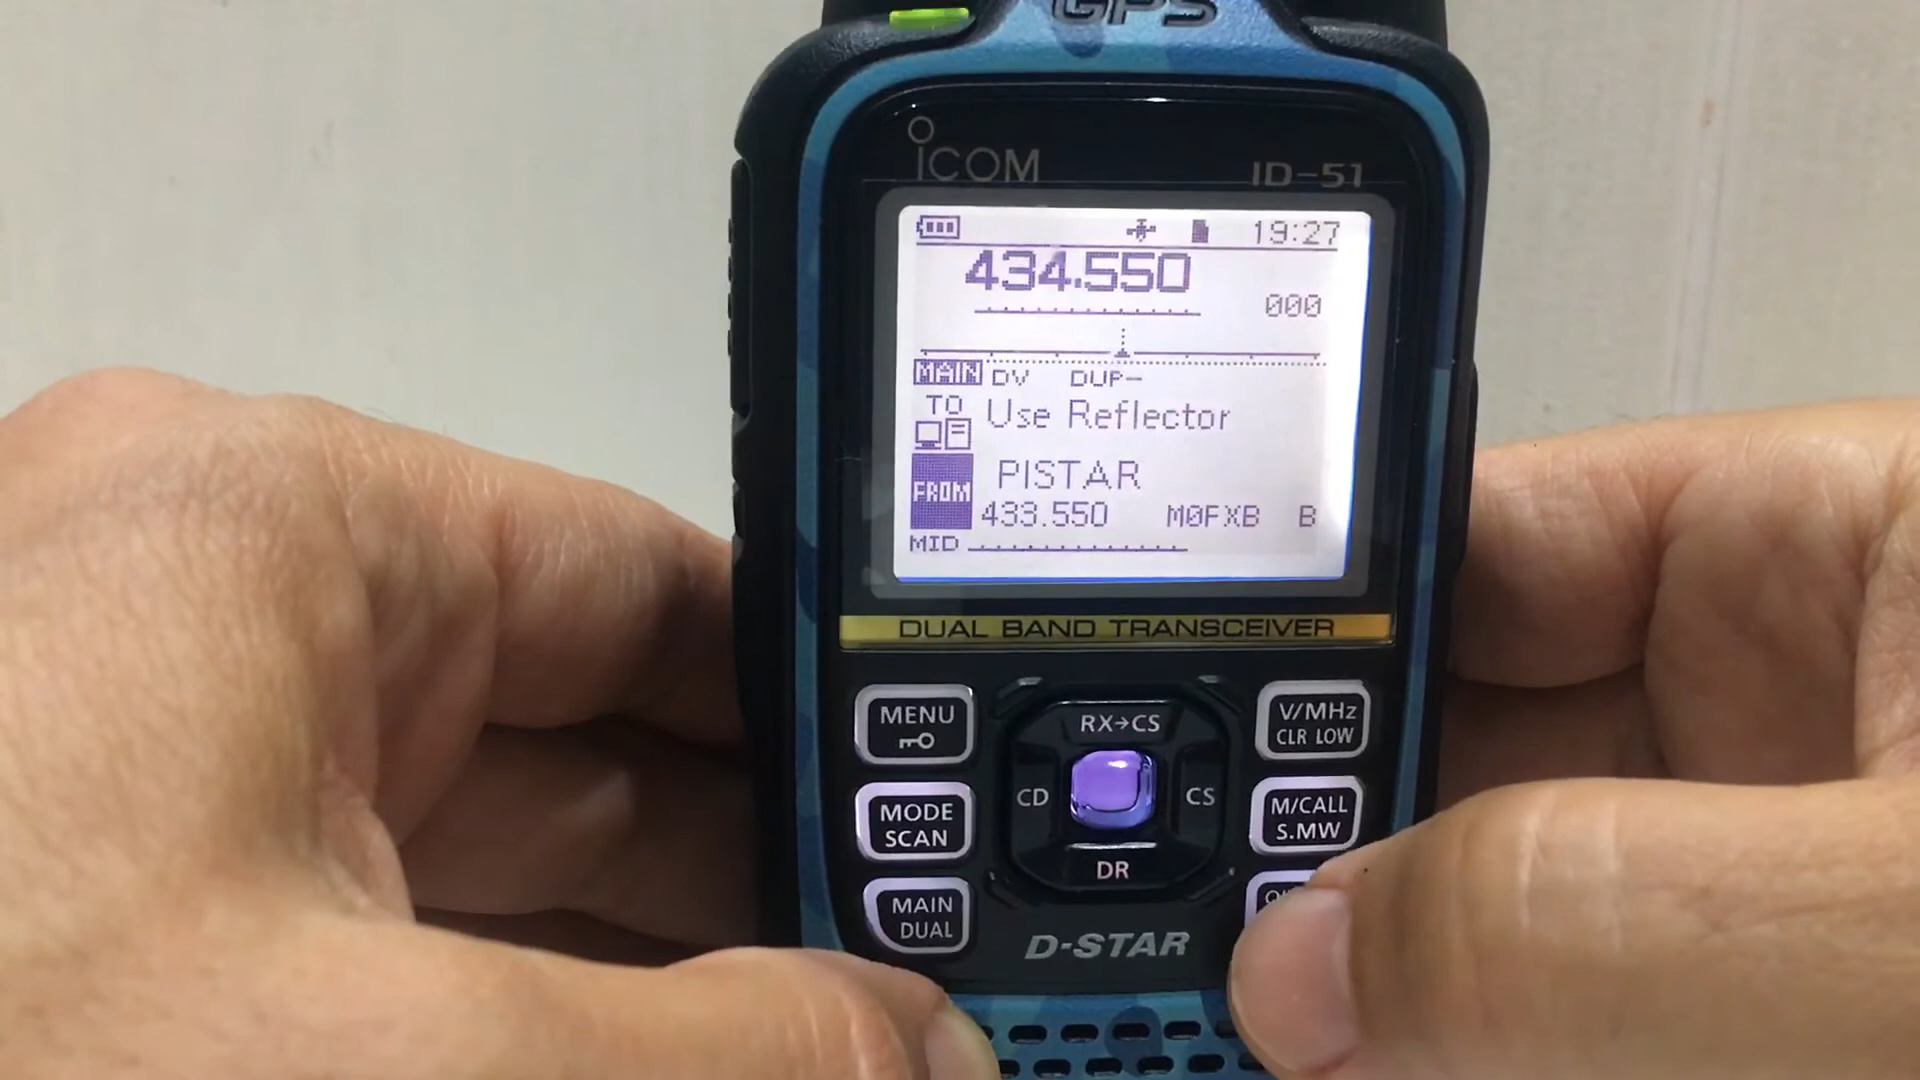 GPS
ICOM ID-51
19:27
434.550
000
MAIN DV DUP-
TO Use Reflector
FROM PISTAR
433.550 M0FXB B
MID
DUAL BAND TRANSCEIVER
MENU RX→CS V/MHz
CLR LOW
CD CS
MODE M/CALL
SCAN S.MW
DR
MAIN
DUAL
D-STAR